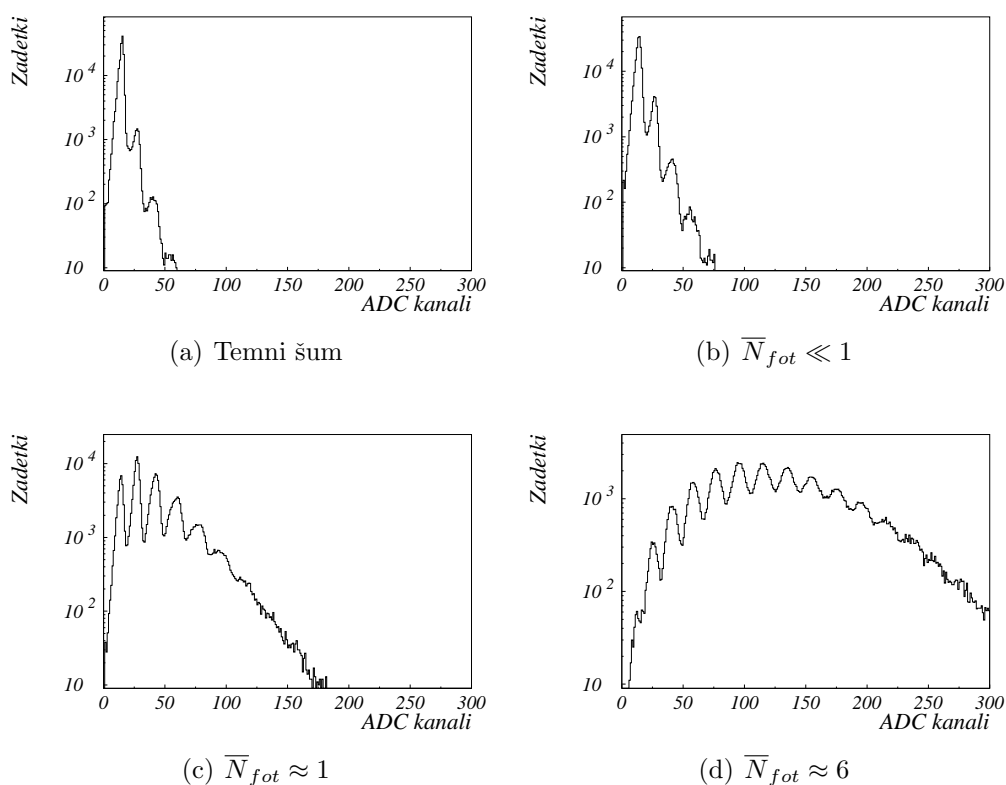 Zadetki
10^4
10^3
10^2
10
0 50 100 150 200 250 300
ADC kanali
(a) Temni šum
Zadetki
10^4
10^3
10^2
10
0 50 100 150 200 250 300
ADC kanali
(b) N̅_fot ≪ 1
Zadetki
10^4
10^3
10^2
10
0 50 100 150 200 250 300
ADC kanali
(c) N̅_fot ≈ 1
Zadetki
10^3
10^2
10
0 50 100 150 200 250 300
ADC kanali
(d) N̅_fot ≈ 6